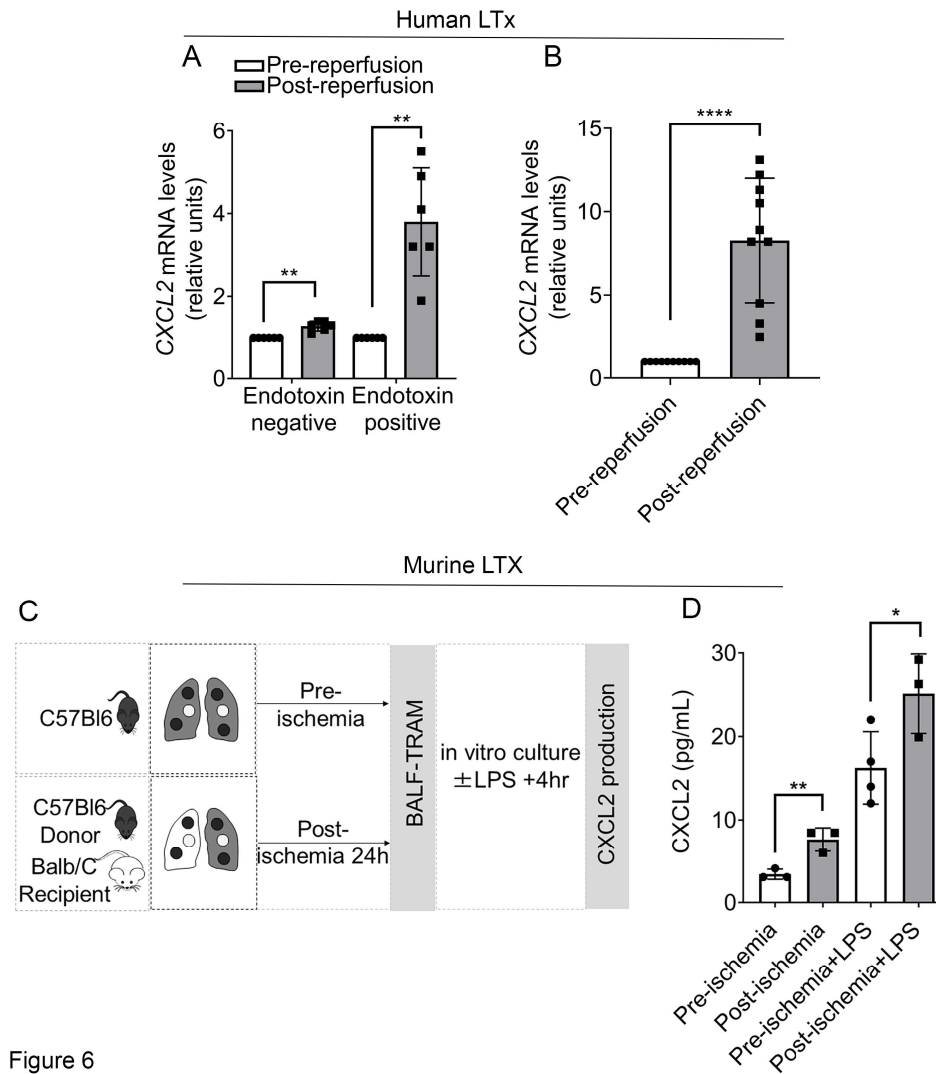 Human LTx
A
Pre-reperfusion
Post-reperfusion
CXCL2 mRNA levels
(relative units)
6
4
2
0
**
**
Endotoxin
negative
Endotoxin
positive
B
CXCL2 mRNA levels
(relative units)
15
10
5
0
****
Pre-reperfusion
Post-reperfusion
Murine LTX
C
C57Bl6
Pre-
ischemia
C57Bl6
Donor
Balb/C
Recipient
Post-
ischemia 24h
BALF-TRAM
in vitro culture
±LPS +4hr
CXCL2 production
D
CXCL2 (pg/mL)
30
20
10
0
**
*
Pre-ischemia
Post-ischemia
Pre-ischemia+LPS
Post-ischemia+LPS
Figure 6